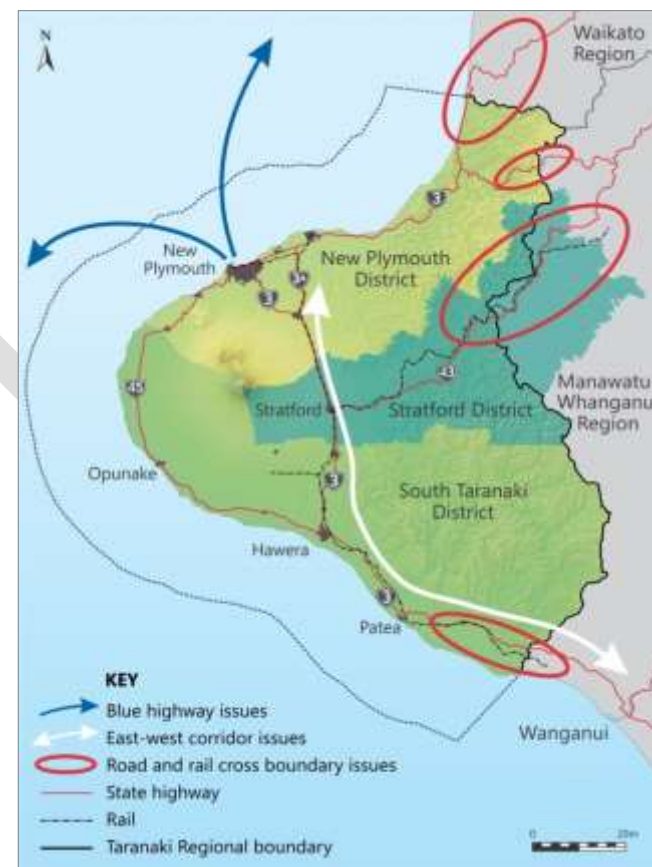 N
Waikato
Region
3
New
Plymouth
3
3A
New Plymouth
District
45
43
Manawatu
Whanganui
Region
Stratford
Stratford District
Opunake
3
South Taranaki
District
Hawera
3
Patea
KEY
Blue highway issues
East-west corridor issues
Wanganui
Road and rail cross boundary issues
State highway
Rail
Taranaki Regional boundary
0